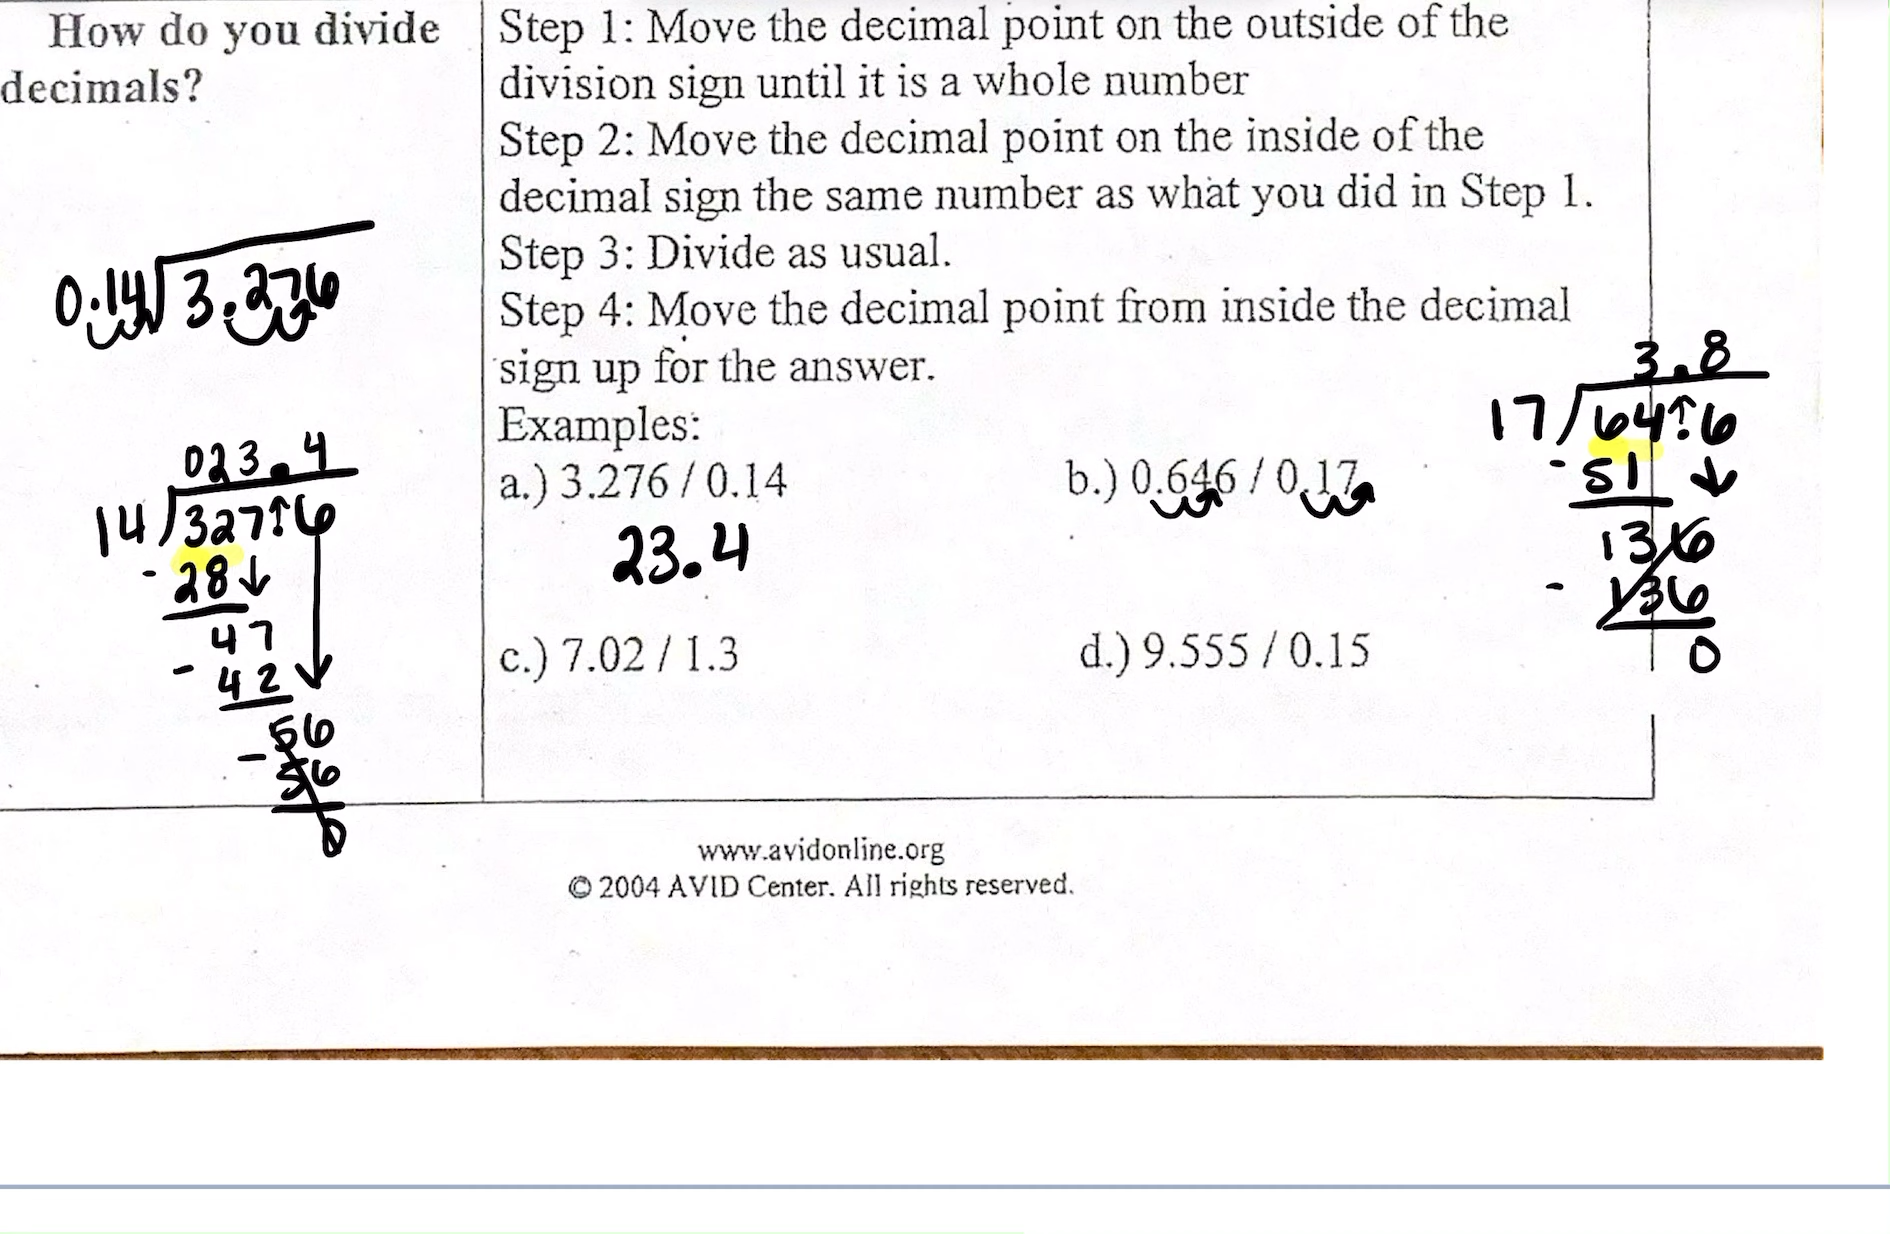 How do you divide
decimals?
0.14 3.276
023.4
14 327.6
- 28
47
- 42
56
- 56
0
Step 1: Move the decimal point on the outside of the
division sign until it is a whole number
Step 2: Move the decimal point on the inside of the
decimal sign the same number as what you did in Step 1.
Step 3: Divide as usual.
Step 4: Move the decimal point from inside the decimal
sign up for the answer.
Examples:
a.) 3.276 / 0.14
23.4
b.) 0.646 / 0.17
c.) 7.02 / 1.3
d.) 9.555 / 0.15
3.8
17 64.6
- 51
136
- 136
0
www.avidonline.org
© 2004 AVID Center. All rights reserved.